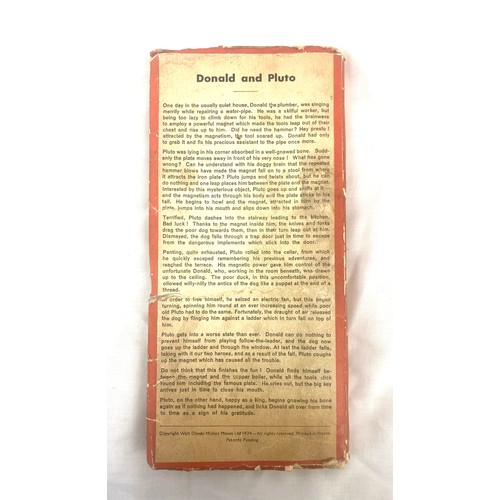 Donald and Pluto
One day in the usually quiet house, Donald the plumber, was singing
merrily while repairing a water-pipe. He was a skilful worker, but
being too lazy to climb down for his tools, he had the brainwave
to employ a powerful magnet which made the tools leap out of their
chest and rise up to him. Did he need the hammer? Hey presto!
attracted by the magnetism, the tool soared up. Donald had only
to grab it and fix his precious assistant to the pipe once more.
Pluto was lying in his corner absorbed in a well-gnawed bone. Sudd-
enly the plate moves away in front of his very nose! What has gone
wrong? Can he understand with his doggy brain that the repeated
hammer blows have made the magnet fall on to a stool from where
it attracts the iron plate? Pluto jumps and twists about, but he can
do nothing and one leap places him between the plate and the magnet.
Interested by this mysterious object, Pluto goes up and sniffs at it—
and the magnetism acts through his body and the plate sticks in his
tail. He begins to howl and the magnet, attracted in turn by the
plate, jumps into his mouth and slips down into his stomach.
Terrified, Pluto dashes into the stairway leading to the kitchen.
Bad luck! Thanks to the magnet inside him, the knives and forks
drag the poor dog towards them, then in their turn leap out at him.
Dismayed, the dog falls through a trap door just in time to escape
from the dangerous implements which stick into the door.
Panting, quite exhausted, Pluto rolled into the cellar, from which
he quickly escaped remembering his previous adventures, and
reached the terrace. His magnetic power gave him control of the
unfortunate Donald, who, working in the room beneath, was drawn
up to the ceiling. The poor duck, in this uncomfortable position,
followed willy-nilly the antics of the dog like a puppet at the end of a
thread.
In order to free himself, he seized an electric fan, but this began
turning, spinning him round at an ever increasing speed while poor
old Pluto had to do the same. Fortunately, the draught of air released
the dog by flinging him against a ladder which in turn fell on top of
him.
Pluto gets into a worse state than ever. Donald can do nothing to
prevent himself from playing follow-the-leader, and the dog now
goes up the ladder and through the window. At last the ladder falls,
taking with it our two heroes, and as a result of the fall, Pluto coughs
up the magnet which has caused all the trouble.
Do not think that this finishes the fun! Donald finds himself be-
tween the magnet and the copper boiler, while all the tools stick
round him including the famous plate. He cries out, but the big key
arrives just in time to close his mouth.
Pluto, on the other hand, happy as a king, begins gnawing his bone
again as if nothing had happened, and licks Donald all over from time
to time as a sign of his gratitude.
Copyright Walt Disney Mickey Mouse Ltd 1934—All rights reserved. Printed in France
Patents Pending